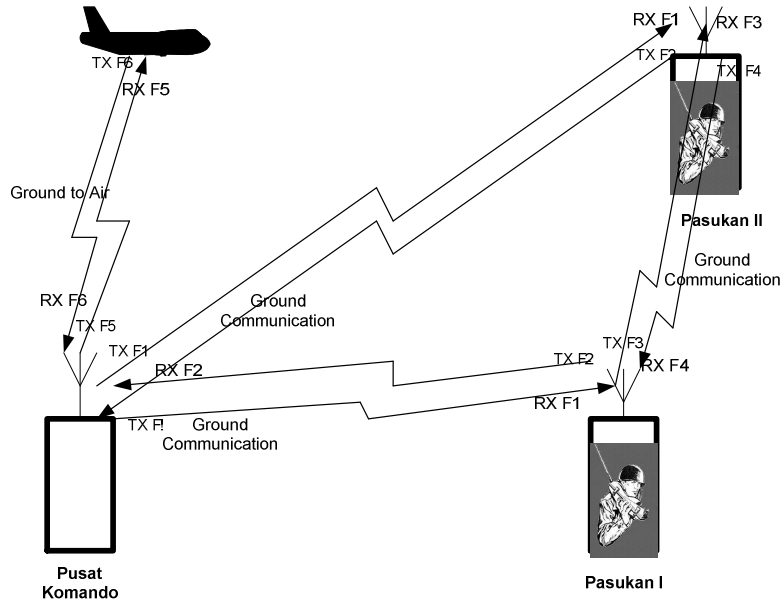 RX F1
RX F3
TX F2
TX F4
TX F6
RX F5
Ground to Air
Pasukan II
Ground
Communication
RX F6
TX F5
Ground
Communication
TX F1
RX F2
TX F2
TX F3
RX F4
RX F1
TX F!
Ground
Communication
Pusat
Komando
Pasukan I